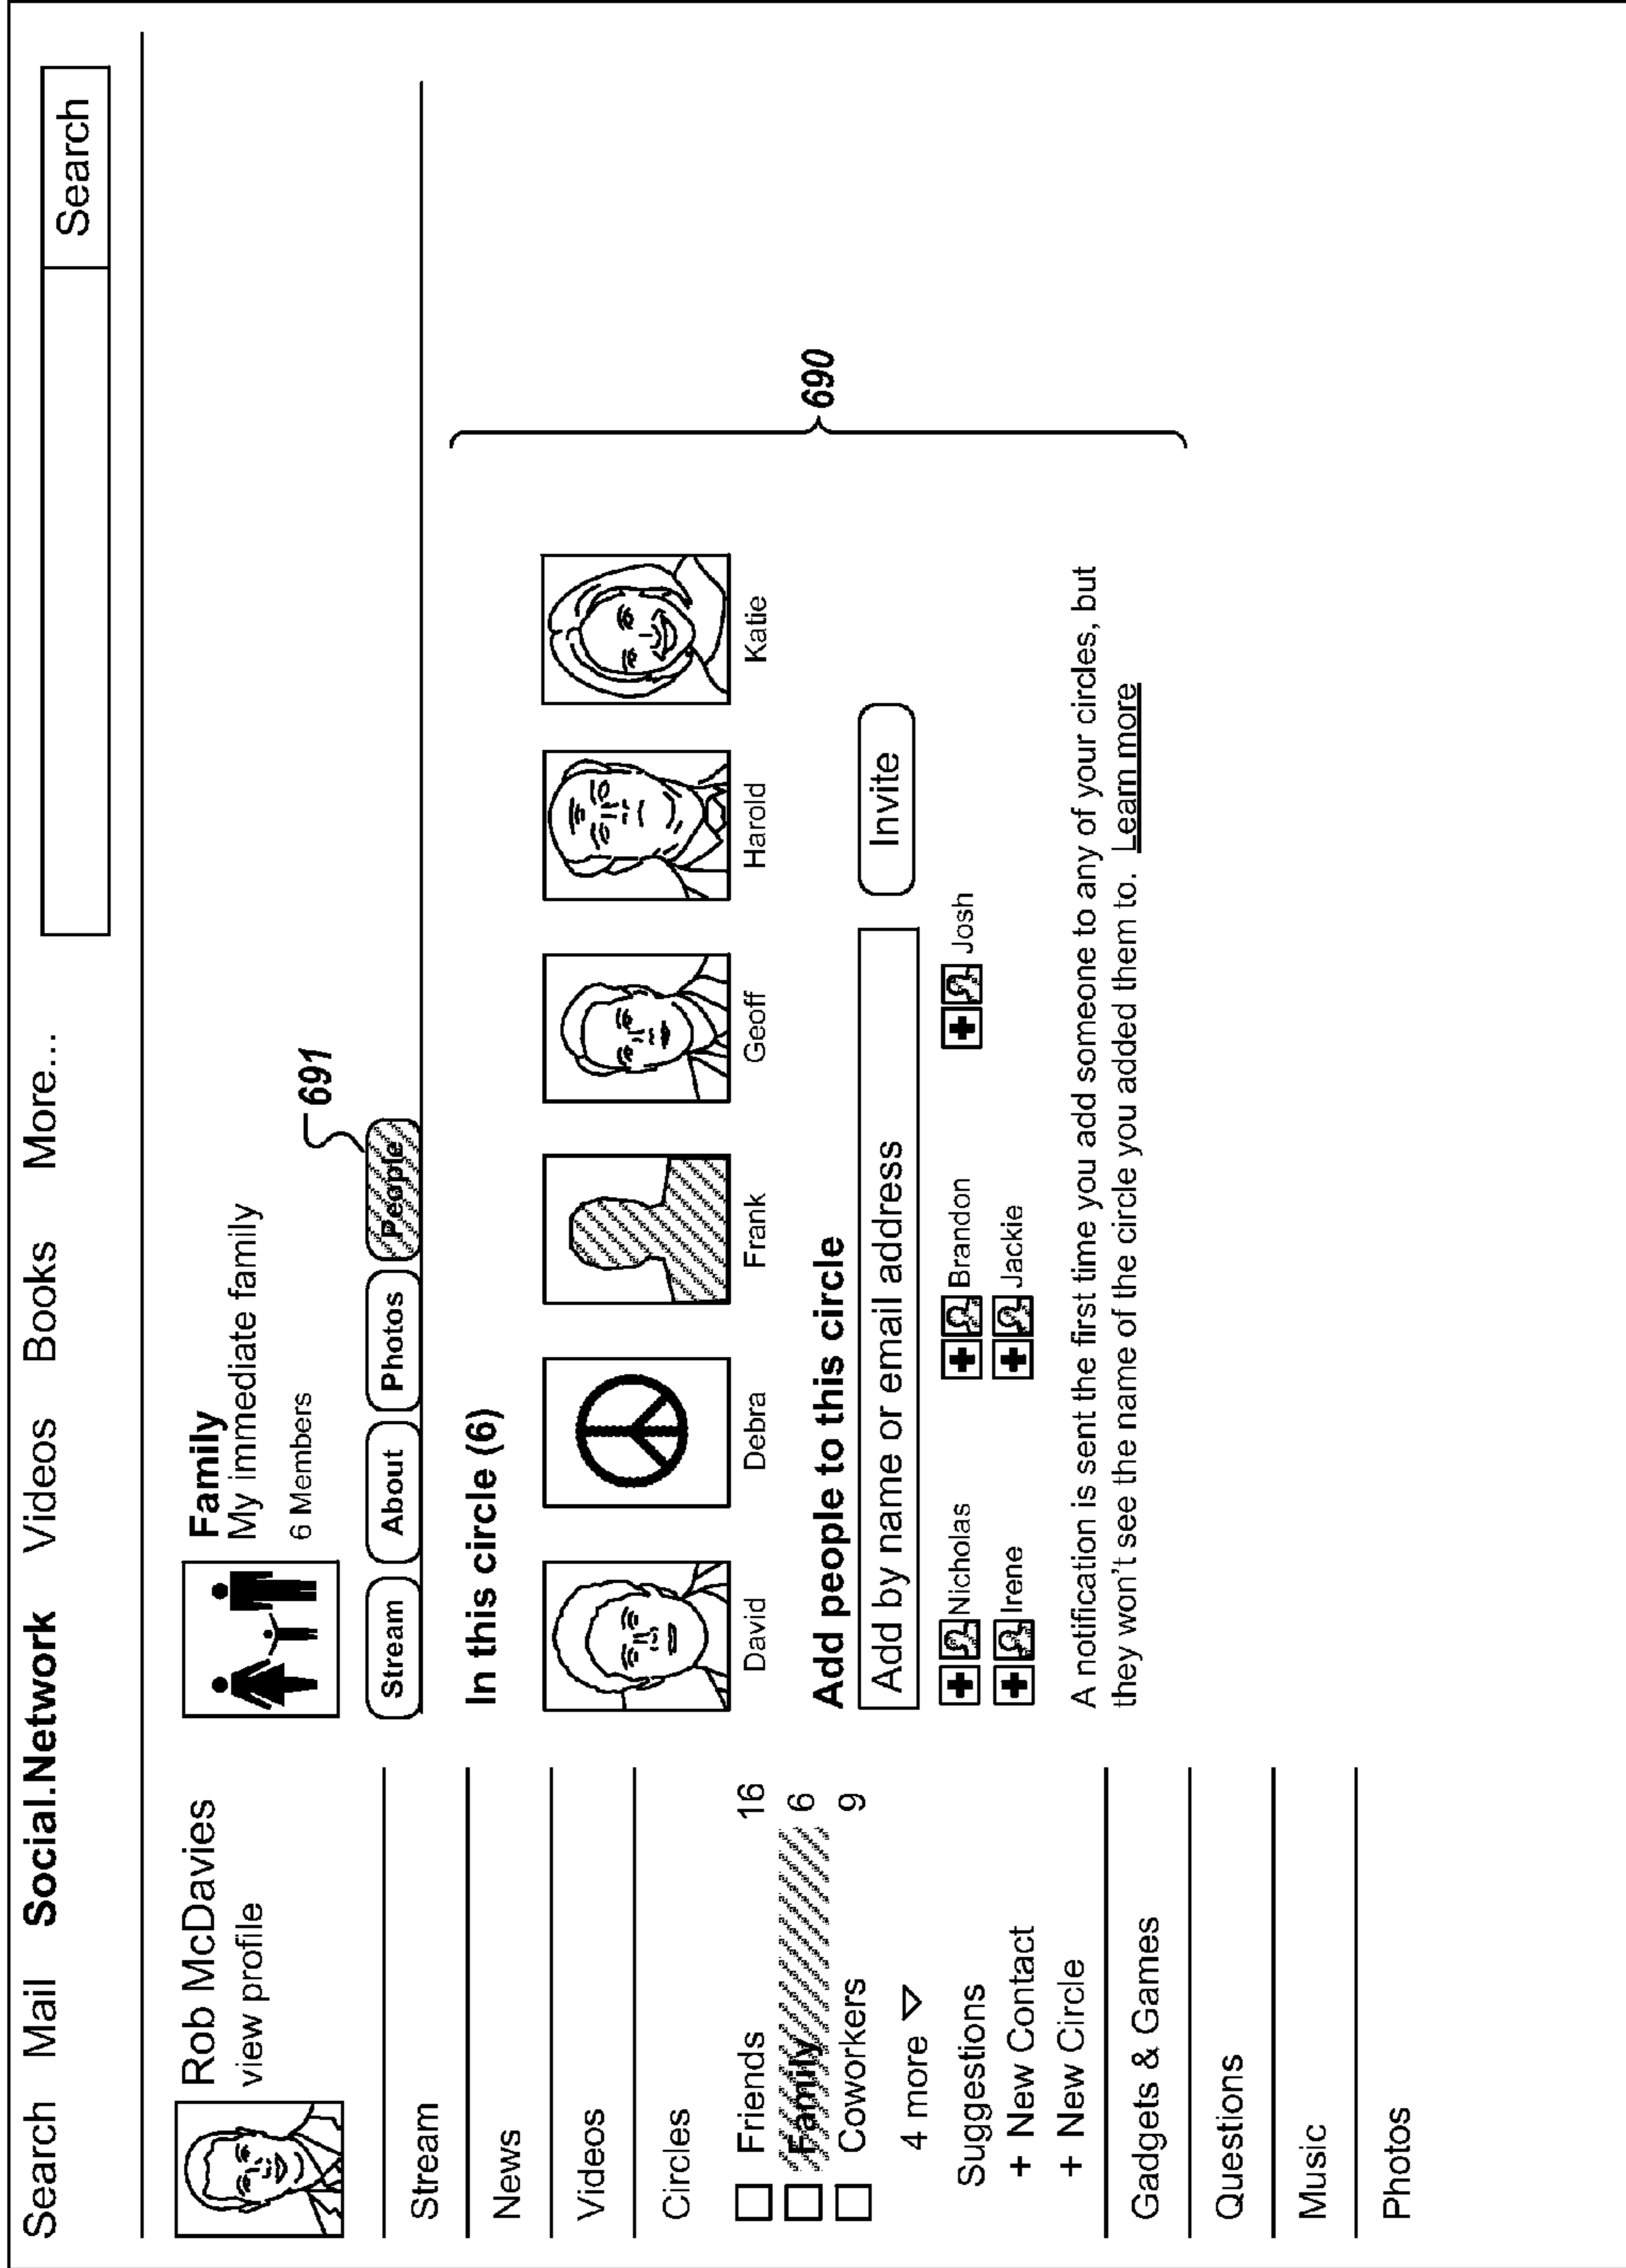 Search Mail Social.Network Videos Books More...
Search
Rob McDavies
view profile
Stream
News
Videos
Circles
Friends 16
Family 6
Coworkers 9
4 more
Suggestions
+ New Contact
+ New Circle
Gadgets & Games
Questions
Music
Photos
Family
My immediate family
6 Members
691
Stream About Photos People
In this circle (6)
David Debra Frank Geoff Harold Katie
690
Add people to this circle
Add by name or email address
Invite
Nicholas Brandon Josh
Irene Jackie
A notification is sent the first time you add someone to any of your circles, but
they won't see the name of the circle you added them to. Learn more